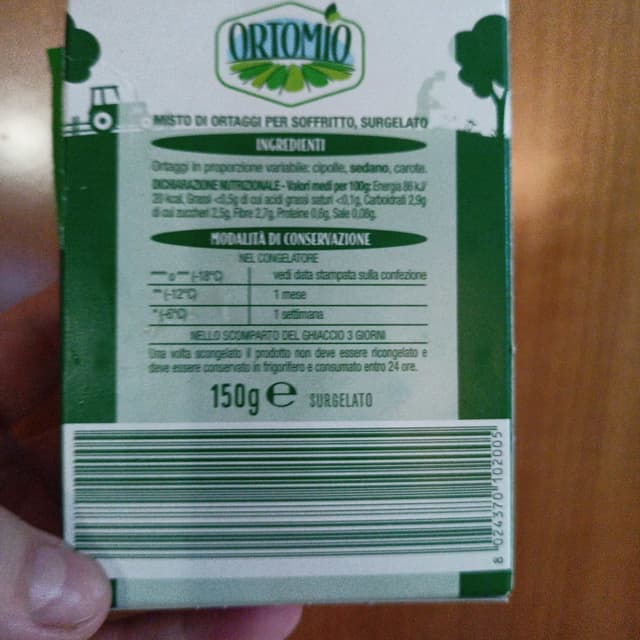 ORTOMIO
MISTO DI ORTAGGI PER SOFFRITTO, SURGELATO
INGREDIENTI
Ortaggi in proporzione variabile: cipolle, sedano, carote.
DICHIARAZIONE NUTRIZIONALE - Valori medi per 100g: Energia 86 kJ/
20 kcal, Grassi <0,5g di cui acidi grassi saturi <0,1g, Carboidrati 2,9g
di cui zuccheri 2,5g, Fibre 2,7g, Proteine 0,6g, Sale 0,08g.
MODALITÀ DI CONSERVAZIONE
NEL CONGELATORE
**** o *** (-18°C) vedi data stampata sulla confezione
** (-12°C) 1 mese
* (-6°C) 1 settimana
NELLO SCOMPARTO DEL GHIACCIO 3 GIORNI
Una volta scongelato il prodotto non deve essere ricongelato e
deve essere conservato in frigorifero e consumato entro 24 ore.
150g e SURGELATO
8 024370 102005